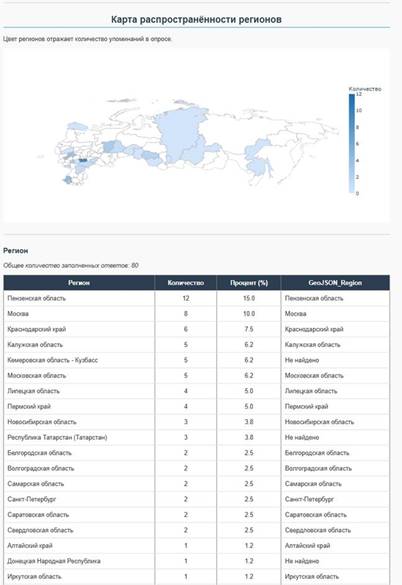 Карта распространённости регионов
Цвет регионов отражает количество упоминаний в опросе.
Количество
12
10
8
6
4
2
0
Регион
Общее количество заполненных ответов: 80
Регион Количество Процент (%) GeoJSON_Region
Пензенская область 12 15.0 Пензенская область
Москва 8 10.0 Москва
Краснодарский край 6 7.5 Краснодарский край
Калужская область 5 6.2 Калужская область
Кемеровская область - Кузбасс 5 6.2 Не найдено
Московская область 5 6.2 Московская область
Липецкая область 4 5.0 Липецкая область
Пермский край 4 5.0 Пермский край
Новосибирская область 3 3.8 Новосибирская область
Республика Татарстан (Татарстан) 3 3.8 Не найдено
Белгородская область 2 2.5 Белгородская область
Волгоградская область 2 2.5 Волгоградская область
Самарская область 2 2.5 Самарская область
Санкт-Петербург 2 2.5 Санкт-Петербург
Саратовская область 2 2.5 Саратовская область
Свердловская область 2 2.5 Свердловская область
Алтайский край 1 1.2 Алтайский край
Донецкая Народная Республика 1 1.2 Не найдено
Иркутская область 1 1.2 Иркутская область